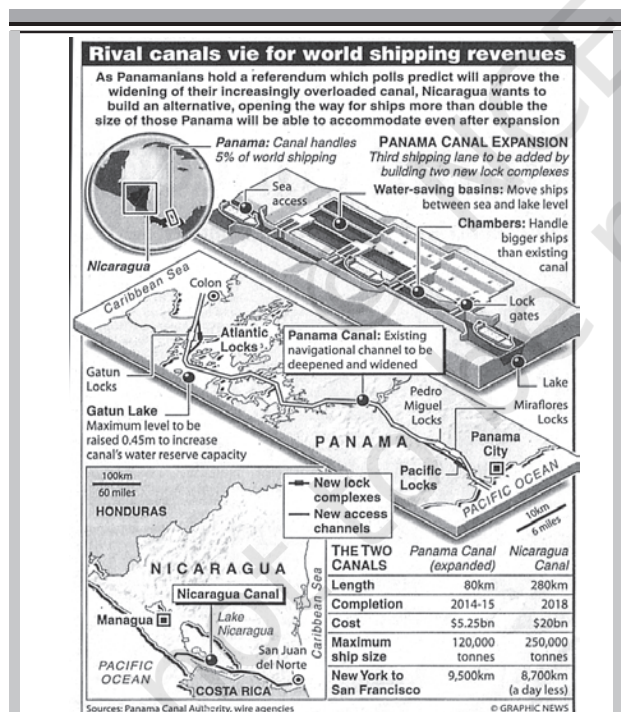 Rival canals vie for world shipping revenues
As Panamanians hold a referendum which polls predict will approve the
widening of their increasingly overloaded canal, Nicaragua wants to
build an alternative, opening the way for ships more than double the
size of those Panama will be able to accommodate even after expansion
Panama: Canal handles
5% of world shipping
PANAMA CANAL EXPANSION
Third shipping lane to be added by
building two new lock complexes
Water-saving basins: Move ships
between sea and lake level
Chambers: Handle
bigger ships
than existing
canal
Sea
access
Lock
gates
Lake
Nicaragua
Caribbean Sea
Colon
Atlantic
Locks
Gatun
Locks
Panama Canal: Existing
navigational channel to be
deepened and widened
Gatun Lake
Maximum level to be
raised 0.45m to increase
canal's water reserve capacity
Pedro
Miguel
Locks
Miraflores
Locks
PANAMA
Panama
City
Pacific
Locks
PACIFIC OCEAN
10km
6 miles
100km
60 miles
HONDURAS
New lock
complexes
New access
channels
NICARAGUA
Nicaragua Canal
Managua
Lake
Nicaragua
Caribbean Sea
San Juan
del Norte
PACIFIC
OCEAN
COSTA RICA
THE TWO CANALS Panama Canal (expanded) Nicaragua Canal
Length 80km 280km
Completion 2014-15 2018
Cost $5.25bn $20bn
Maximum ship size 120,000 tonnes 250,000 tonnes
New York to San Francisco 9,500km 8,700km (a day less)
Sources: Panama Canal Authority, wire agencies
© GRAPHIC NEWS